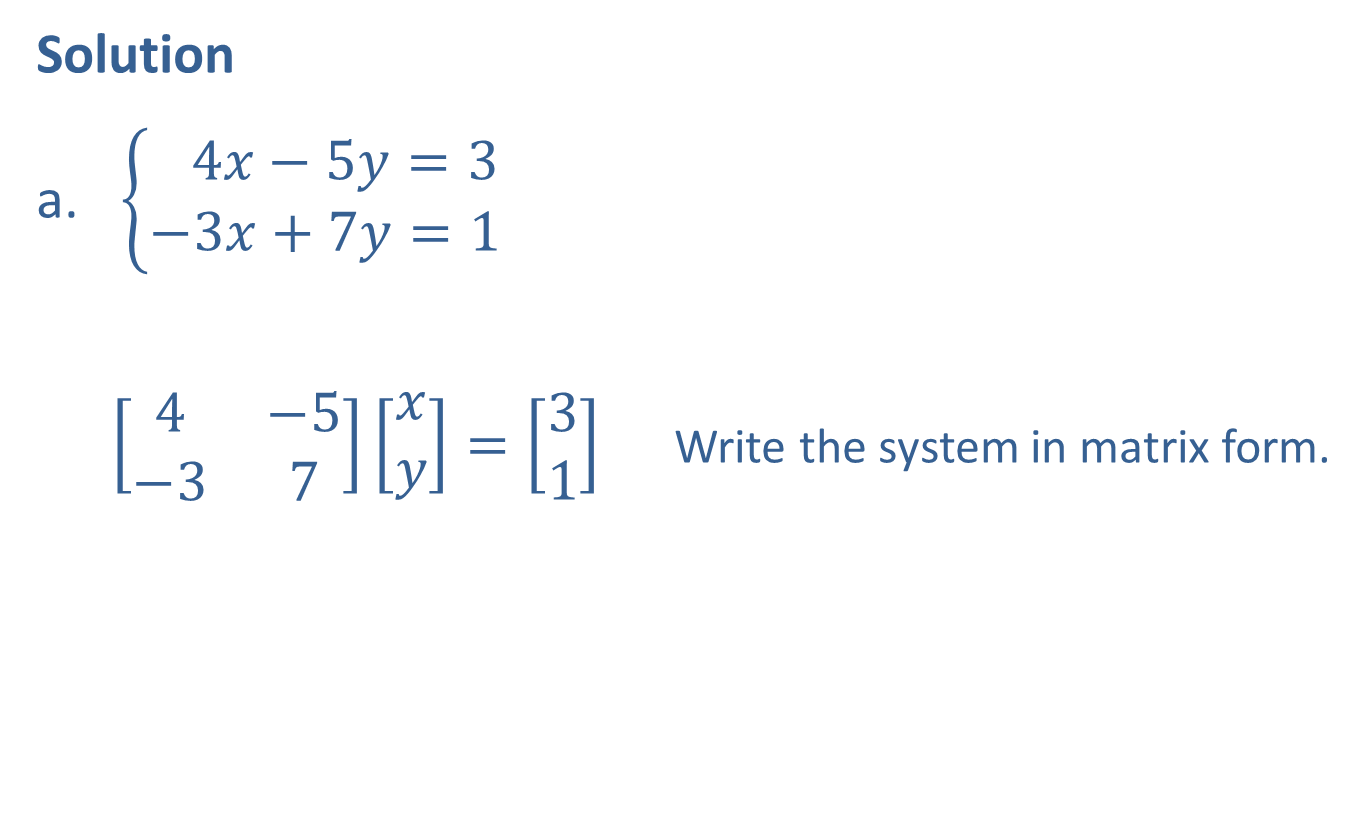 Solution
a. { 4x − 5y = 3
−3x + 7y = 1
[4 −5] [x] = [3]
[−3 7] [y] [1]
Write the system in matrix form.